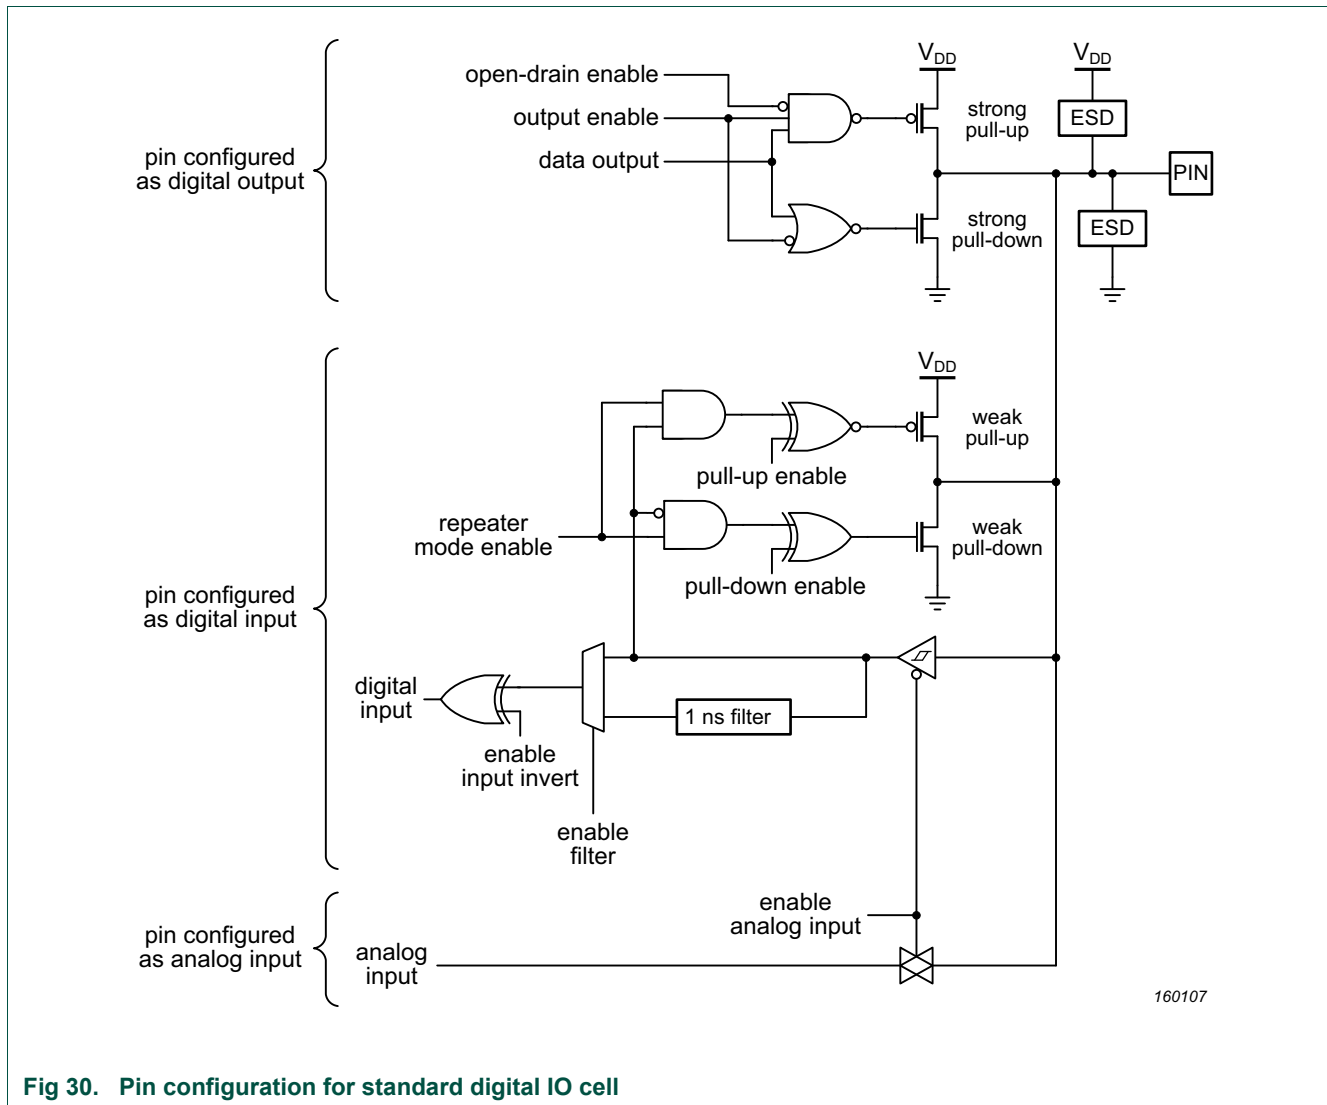 open-drain enable
output enable
data output
pin configured
as digital output
VDD
strong
pull-up
strong
pull-down
VDD
ESD
ESD
PIN
pin configured
as digital input
repeater
mode enable
pull-up enable
pull-down enable
VDD
weak
pull-up
weak
pull-down
digital
input
enable
input invert
1 ns filter
enable
filter
pin configured
as analog input
analog
input
enable
analog input
160107
Fig 30. Pin configuration for standard digital IO cell